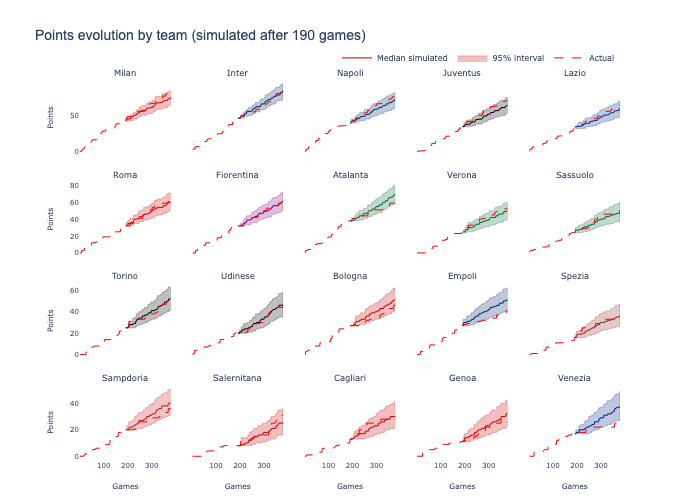 Points evolution by team (simulated after 190 games)
Median simulated 95% interval Actual
Milan Inter Napoli Juventus Lazio
Points
50
0
Roma Fiorentina Atalanta Verona Sassuolo
Points
80
60
40
20
0
Torino Udinese Bologna Empoli Spezia
Points
60
40
20
0
Sampdoria Salernitana Cagliari Genoa Venezia
Points
40
20
0
100 200 300 100 200 300 100 200 300 100 200 300 100 200 300
Games Games Games Games Games